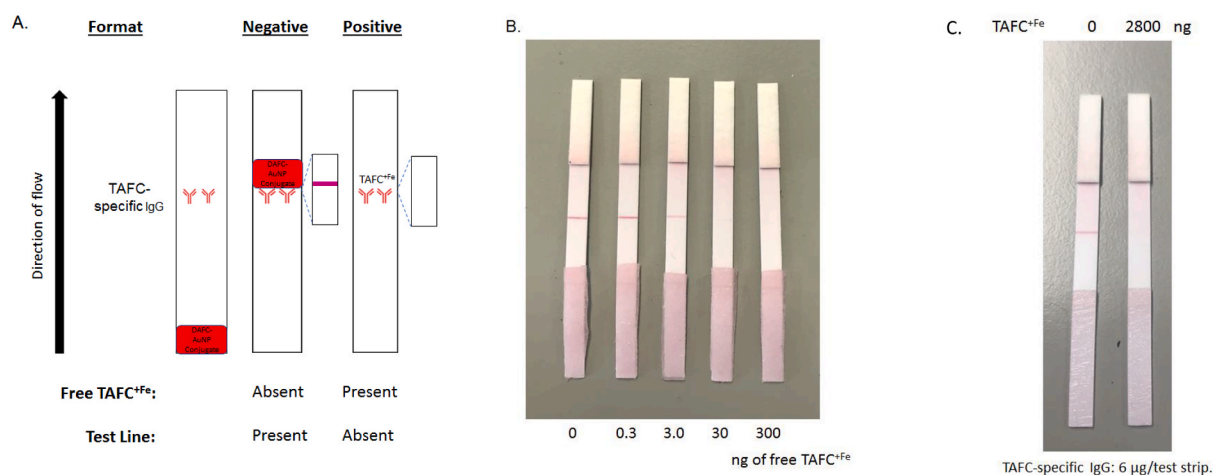 A.
Format
Negative
Positive
Direction of flow
TAFC-
specific IgG
DAFC-
AuNP
Conjugate
DAFC-
AuNP
Conjugate
TAFC+Fe
Free TAFC+Fe:
Absent
Present
Test Line:
Present
Absent
B.
0 0.3 3.0 30 300
ng of free TAFC+Fe
C.
TAFC+Fe 0 2800 ng
TAFC-specific IgG: 6 µg/test strip.